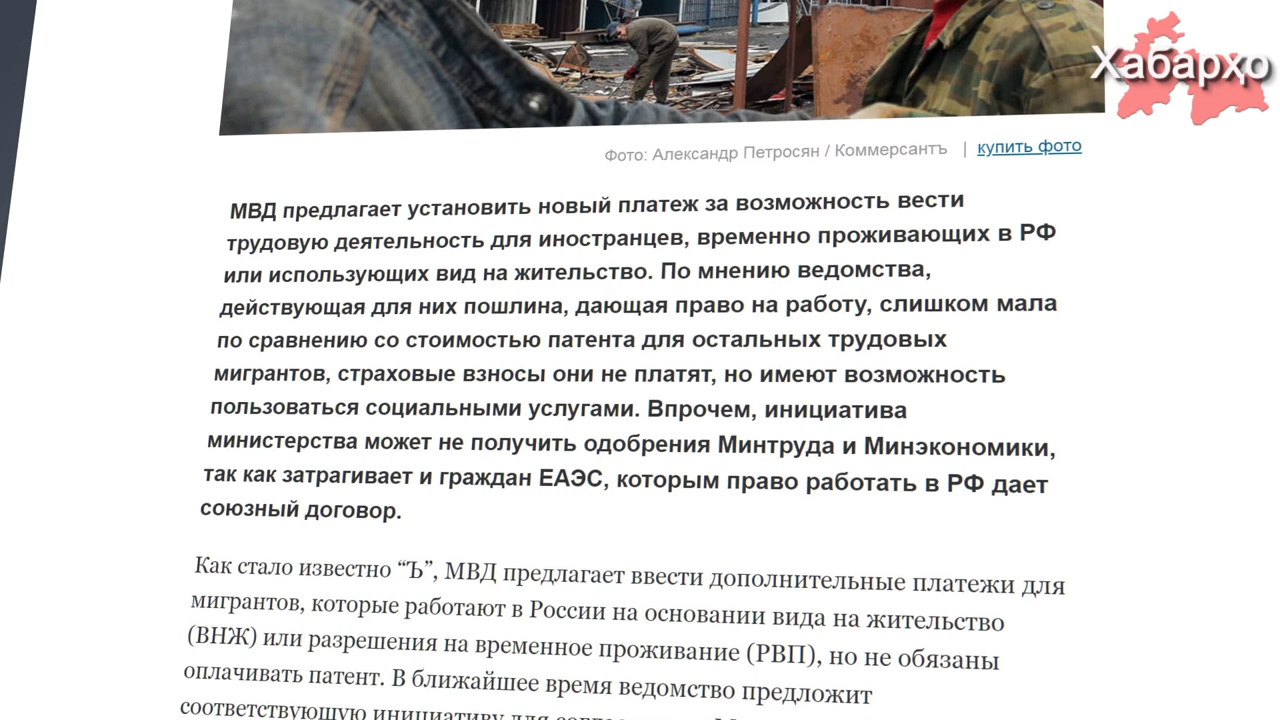 Хабарҳо
Фото: Александр Петросян / Коммерсантъ | купить фото
МВД предлагает установить новый платеж за возможность вести
трудовую деятельность для иностранцев, временно проживающих в РФ
или использующих вид на жительство. По мнению ведомства,
действующая для них пошлина, дающая право на работу, слишком мала
по сравнению со стоимостью патента для остальных трудовых
мигрантов, страховые взносы они не платят, но имеют возможность
пользоваться социальными услугами. Впрочем, инициатива
министерства может не получить одобрения Минтруда и Минэкономики,
так как затрагивает и граждан ЕАЭС, которым право работать в РФ дает
союзный договор.
Как стало известно “Ъ”, МВД предлагает ввести дополнительные платежи для
мигрантов, которые работают в России на основании вида на жительство
(ВНЖ) или разрешения на временное проживание (РВП), но не обязаны
оплачивать патент. В ближайшее время ведомство предложит
соответствующую инициативу для